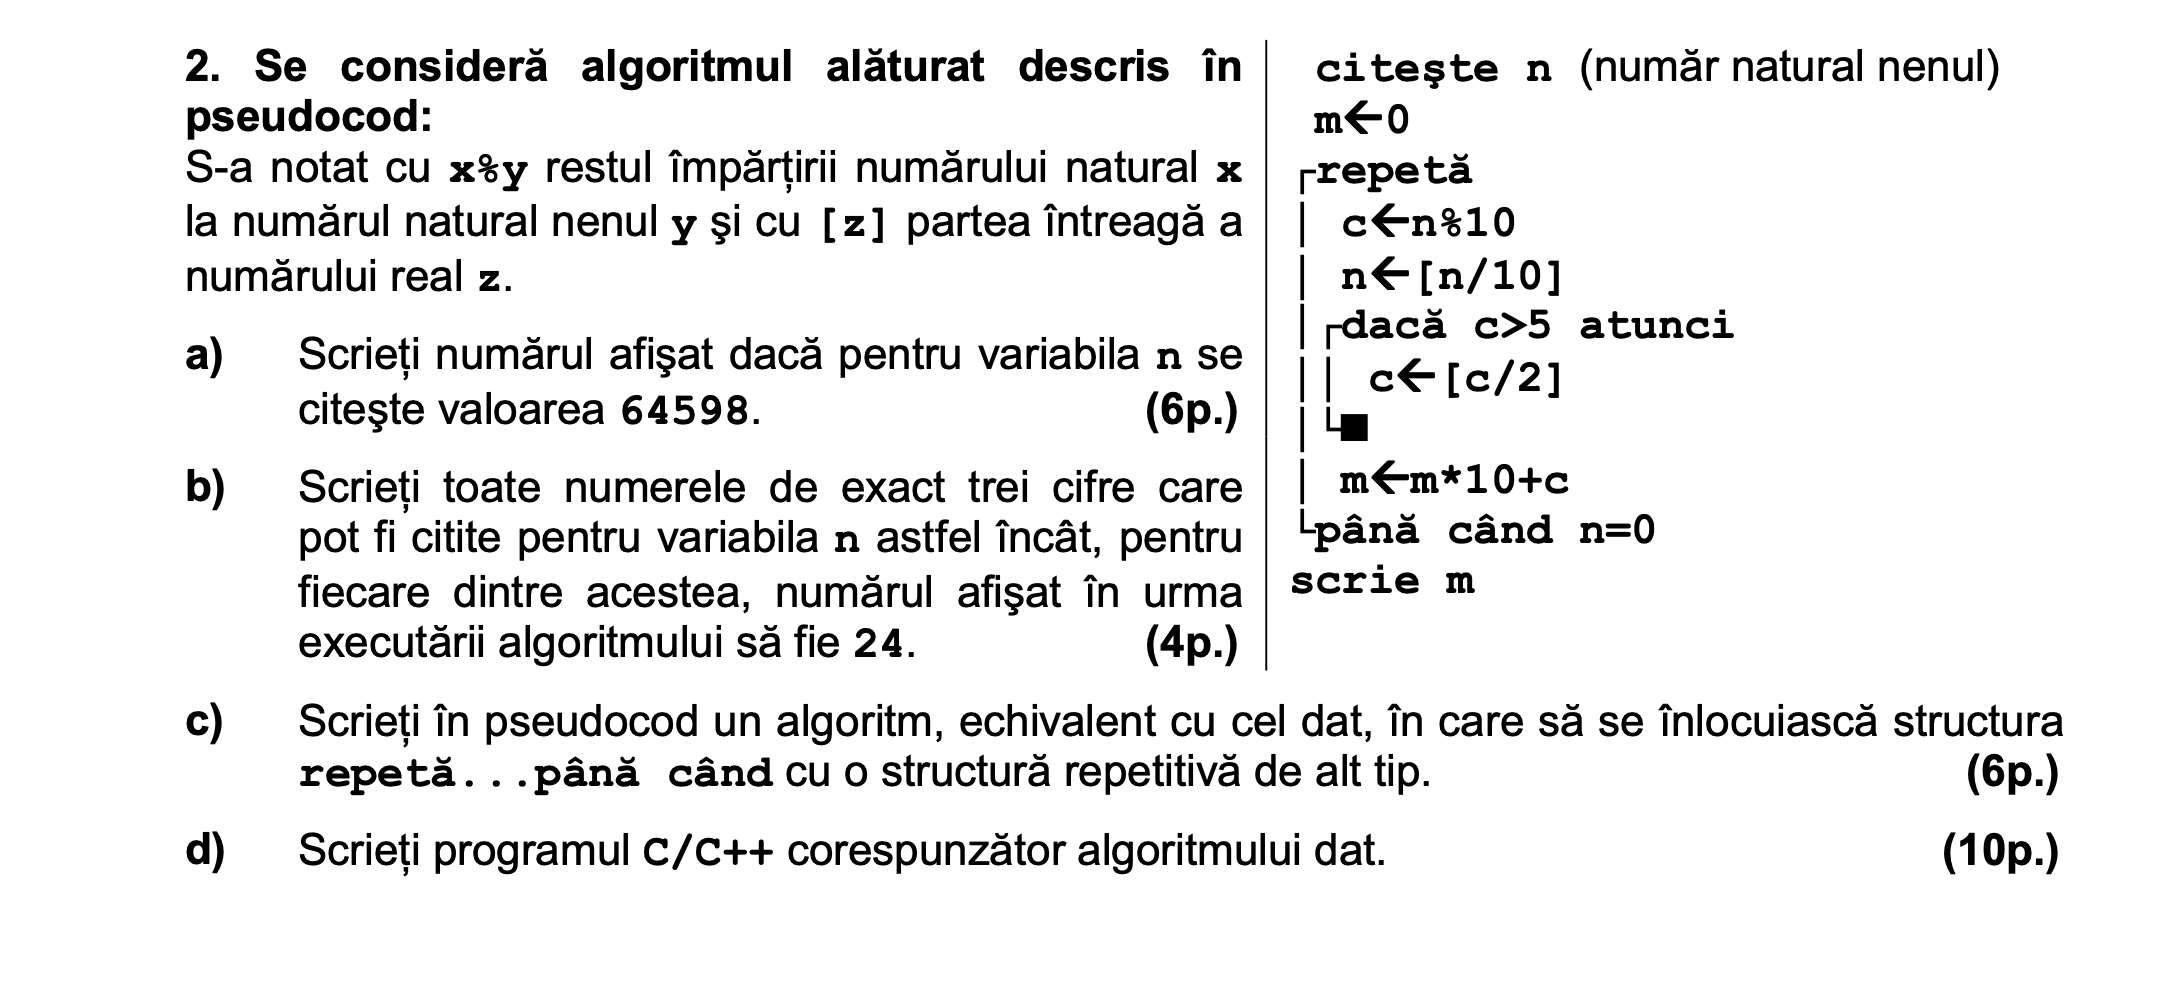 2. Se consideră algoritmul alăturat descris în
pseudocod:
S-a notat cu x%y restul împărțirii numărului natural x
la numărul natural nenul y şi cu [z] partea întreagă a
numărului real z.
a) Scrieți numărul afişat dacă pentru variabila n se
citeşte valoarea 64598. (6p.)
b) Scrieți toate numerele de exact trei cifre care
pot fi citite pentru variabila n astfel încât, pentru
fiecare dintre acestea, numărul afişat în urma
executării algoritmului să fie 24. (4p.)
citeşte n (număr natural nenul)
m←0
┌repetă
│ c←n%10
│ n←[n/10]
│┌dacă c>5 atunci
││ c←[c/2]
│└■
│ m←m*10+c
└până când n=0
scrie m
c) Scrieți în pseudocod un algoritm, echivalent cu cel dat, în care să se înlocuiască structura
repetă...până când cu o structură repetitivă de alt tip. (6p.)
d) Scrieți programul C/C++ corespunzător algoritmului dat. (10p.)